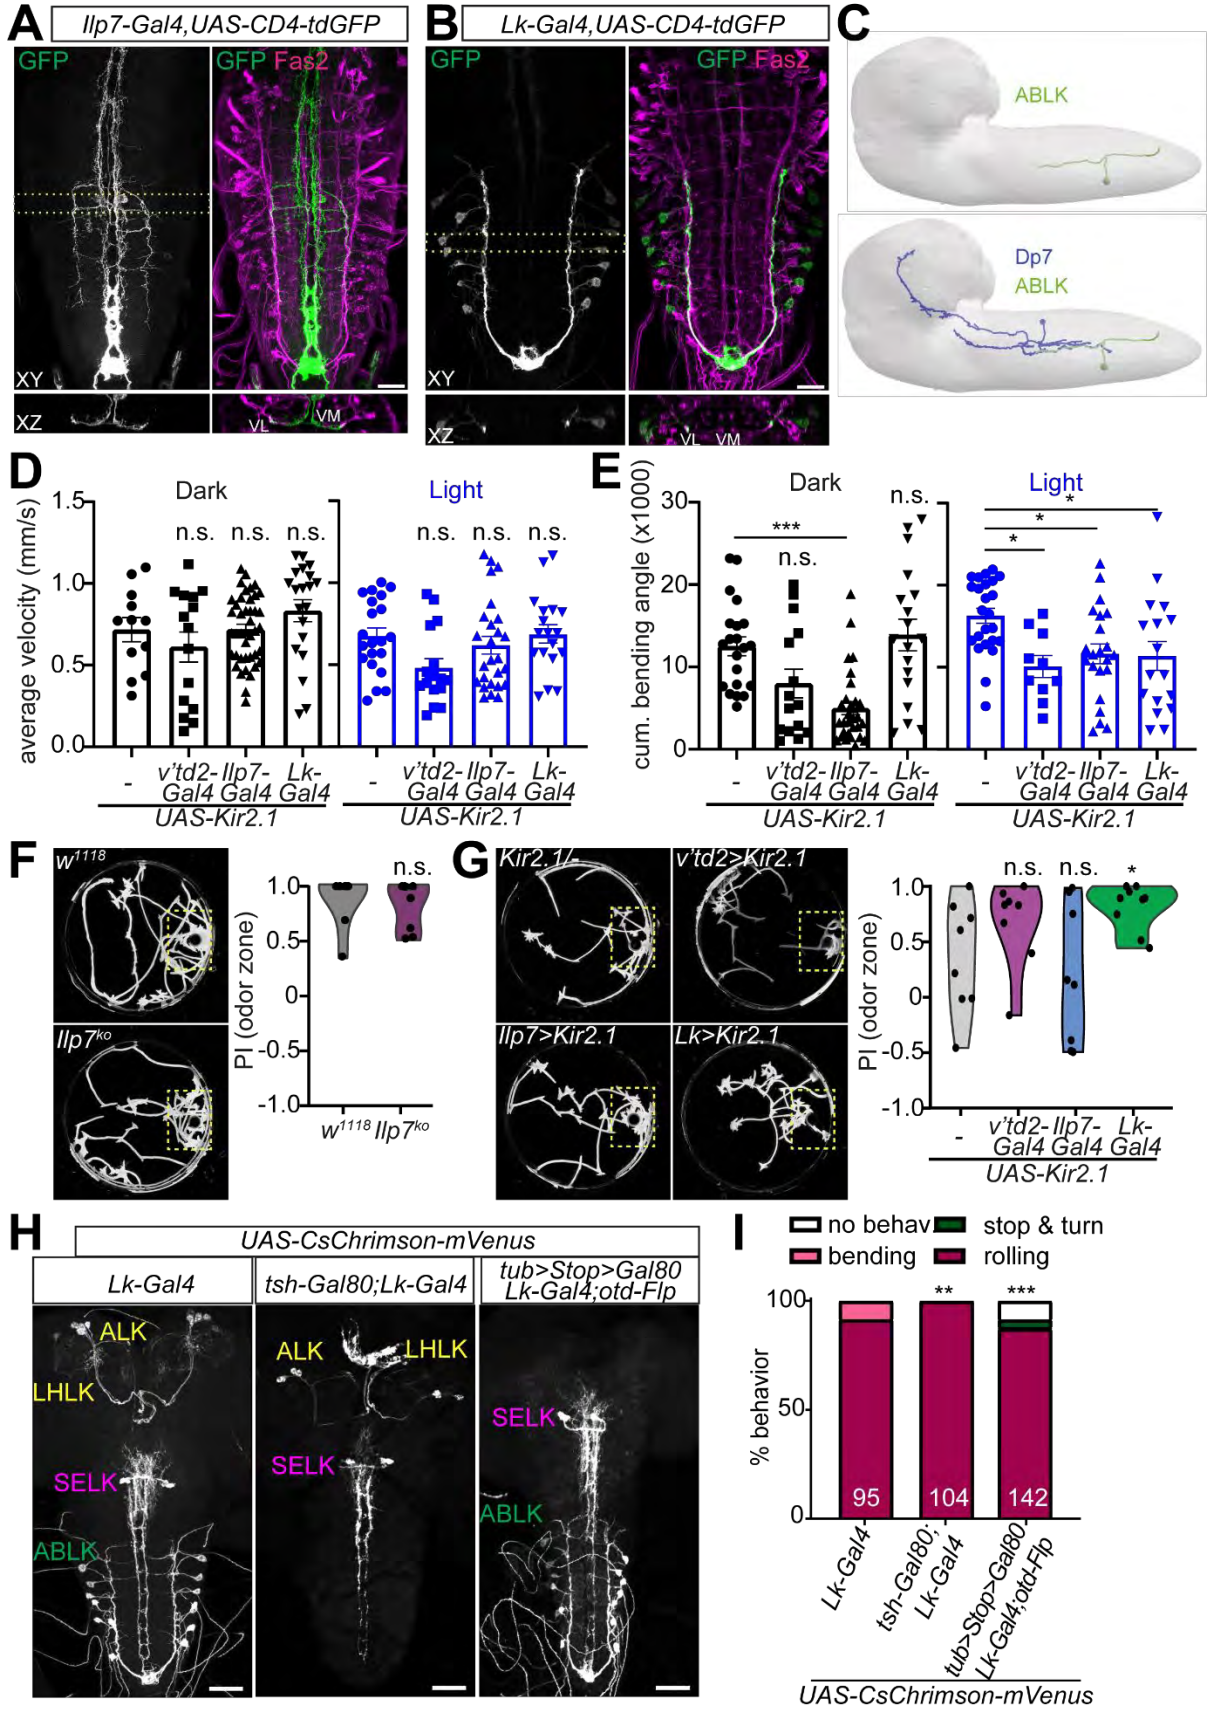 A
Ilp7-Gal4,UAS-CD4-tdGFP
GFP
GFP Fas2
XY
XZ
VL
VM
B
Lk-Gal4,UAS-CD4-tdGFP
GFP
GFP Fas2
XY
XZ
VL VM
C
ABLK
Dp7
ABLK
D
Dark
Light
average velocity (mm/s)
1.5
1.0
0.5
0.0
n.s. n.s. n.s.
n.s. n.s. n.s.
- v'td2-Gal4 Ilp7-Gal4 Lk-Gal4
UAS-Kir2.1
- v'td2-Gal4 Ilp7-Gal4 Lk-Gal4
UAS-Kir2.1
E
Dark
Light
cum. bending angle (x1000)
30
20
10
0
***
n.s.
n.s.
*
*
*
- v'td2-Gal4 Ilp7-Gal4 Lk-Gal4
UAS-Kir2.1
- v'td2-Gal4 Ilp7-Gal4 Lk-Gal4
UAS-Kir2.1
F
w1118
Ilp7ko
PI (odor zone)
1.0
0.5
0
-0.5
-1.0
n.s.
w1118 Ilp7ko
G
Kir2.1/-
v'td2>Kir2.1
Ilp7>Kir2.1
Lk>Kir2.1
PI (odor zone)
1.0
0.5
0
-0.5
-1.0
n.s. n.s. *
- v'td2-Gal4 Ilp7-Gal4 Lk-Gal4
UAS-Kir2.1
H
UAS-CsChrimson-mVenus
Lk-Gal4
tsh-Gal80;Lk-Gal4
tub>Stop>Gal80
Lk-Gal4;otd-Flp
ALK
LHLK
SELK
ABLK
ALK
LHLK
SELK
SELK
ABLK
I
no behav
stop & turn
bending
rolling
% behavior
100
50
0
**
***
95
104
142
Lk-Gal4
tsh-Gal80;
Lk-Gal4
tub>Stop>Gal80
Lk-Gal4;otd-Flp
UAS-CsChrimson-mVenus